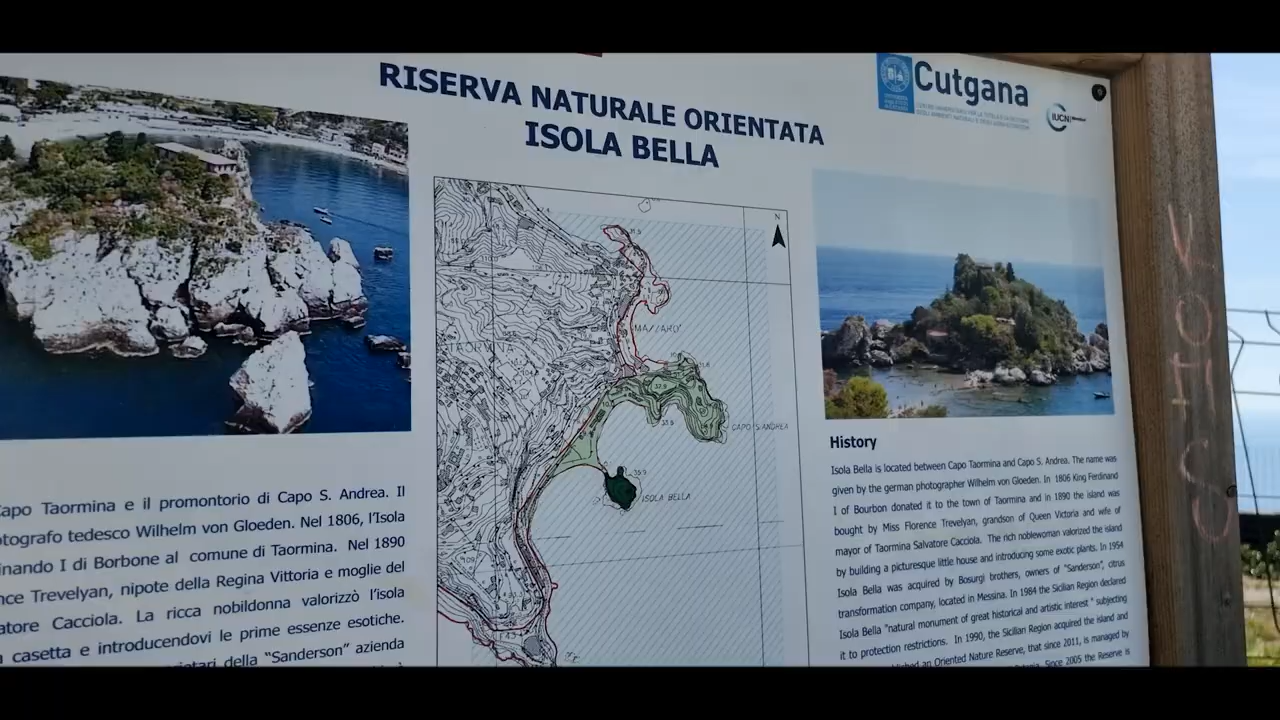 RISERVA NATURALE ORIENTATA
ISOLA BELLA
Cutgana
IUCN
N
MAZZARO'
TAORMINA
CAPO S. ANDREA
ISOLA BELLA
apo Taormina e il promontorio di Capo S. Andrea. Il
otografo tedesco Wilhelm von Gloeden. Nel 1806, l'Isola
inando I di Borbone al comune di Taormina. Nel 1890
nce Trevelyan, nipote della Regina Vittoria e moglie del
atore Cacciola. La ricca nobildonna valorizzò l'isola
casetta e introducendovi le prime essenze esotiche.
ietari della "Sanderson" azienda
History
Isola Bella is located between Capo Taormina and Capo S. Andrea. The name was
given by the german photographer Wilhelm von Gloeden. In 1806 King Ferdinand
I of Bourbon donated it to the town of Taormina and in 1890 the island was
bought by Miss Florence Trevelyan, grandson of Queen Victoria and wife of
mayor of Taormina Salvatore Cacciola. The rich noblewoman valorized the island
by building a picturesque little house and introducing some exotic plants. In 1954
Isola Bella was acquired by Bosurgi brothers, owners of "Sanderson", citrus
transformation company, located in Messina. In 1984 the Sicilian Region declared
Isola Bella "natural monument of great historical and artistic interest " subjecting
it to protection restrictions. In 1990, the Sicilian Region acquired the island and
an Oriented Nature Reserve, that since 2011, is managed by
Since 2005 the Reserve is